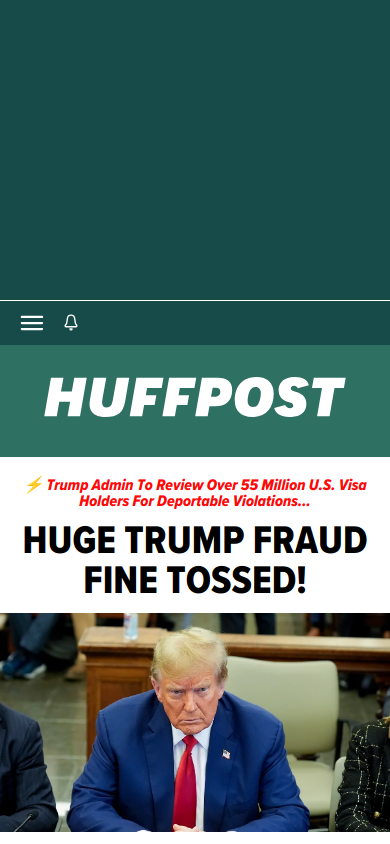 HUFFPOST
⚡ Trump Admin To Review Over 55 Million U.S. Visa
Holders For Deportable Violations...
HUGE TRUMP FRAUD
FINE TOSSED!